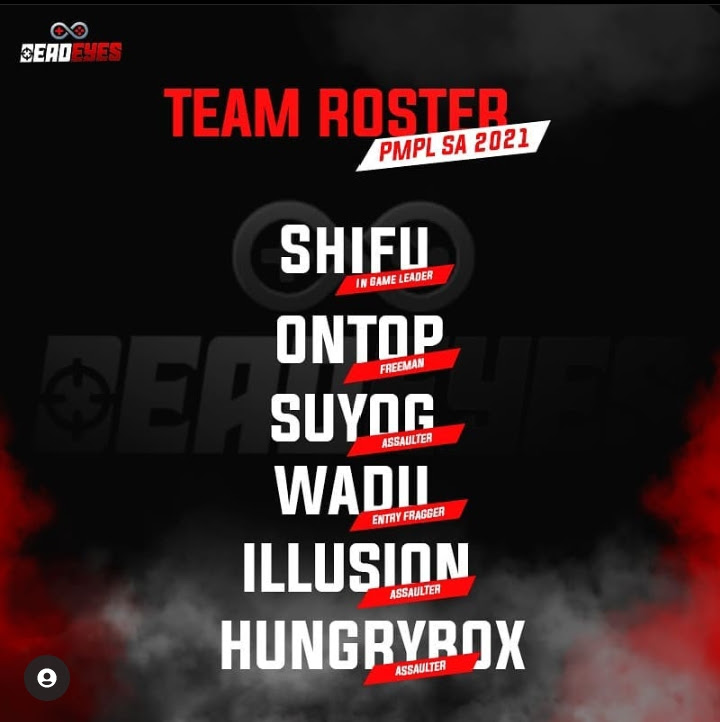 DEADEYES
TEAM ROSTER
PMPL SA 2021
SHIFU
IN GAME LEADER
ONTOP
FREEMAN
SUYOG
ASSAULTER
WADU
ENTRY FRAGGER
ILLUSION
ASSAULTER
HUNGRYBOX
ASSAULTER
DEADEYES